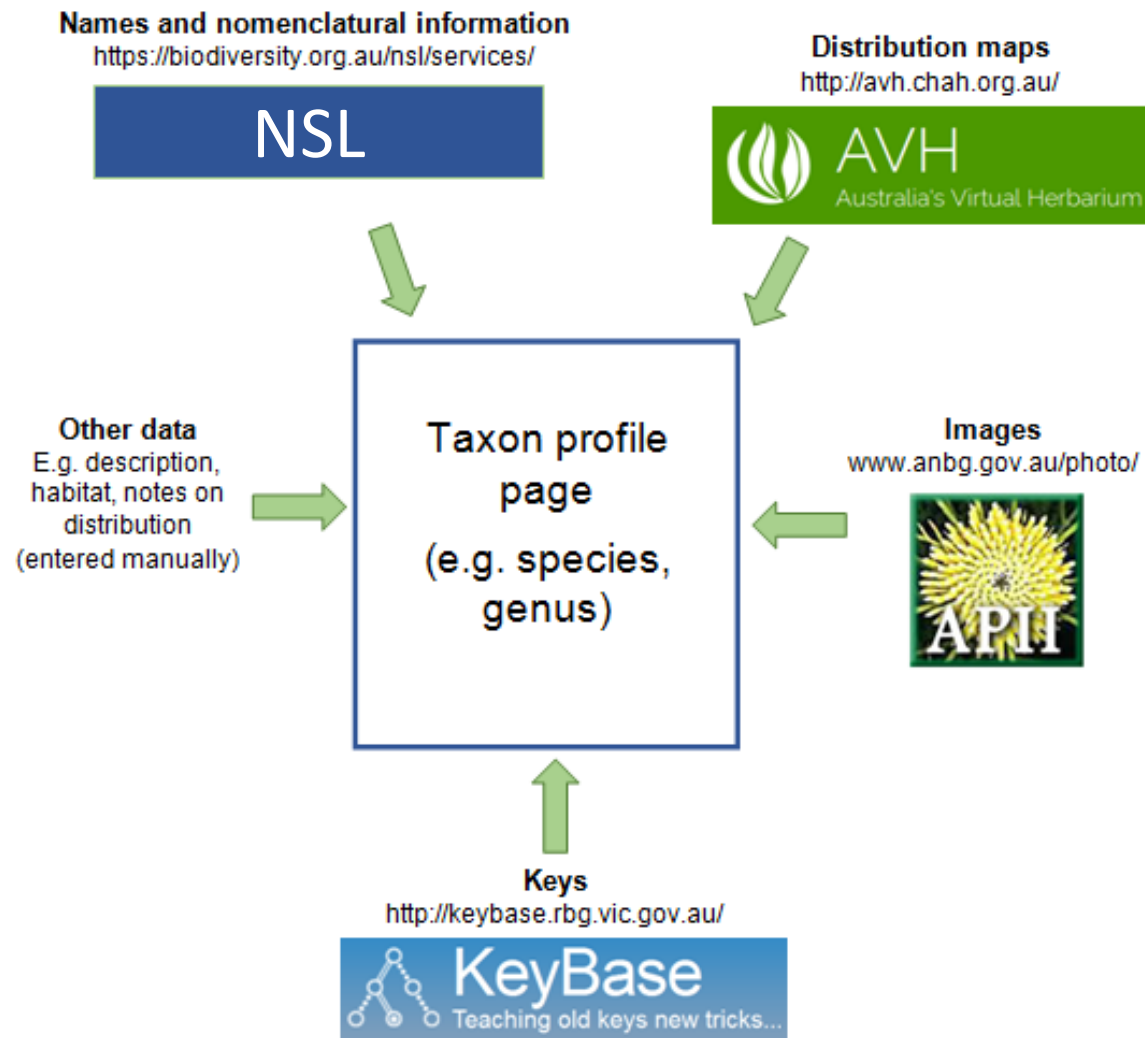 Names and nomenclatural information
https://biodiversity.org.au/nsl/services/
NSL
Distribution maps
http://avh.chah.org.au/
AVH
Australia's Virtual Herbarium
Other data
E.g. description,
habitat, notes on
distribution
(entered manually)
Taxon profile
page
(e.g. species,
genus)
Images
www.anbg.gov.au/photo/
APII
Keys
http://keybase.rbg.vic.gov.au/
KeyBase
Teaching old keys new tricks...